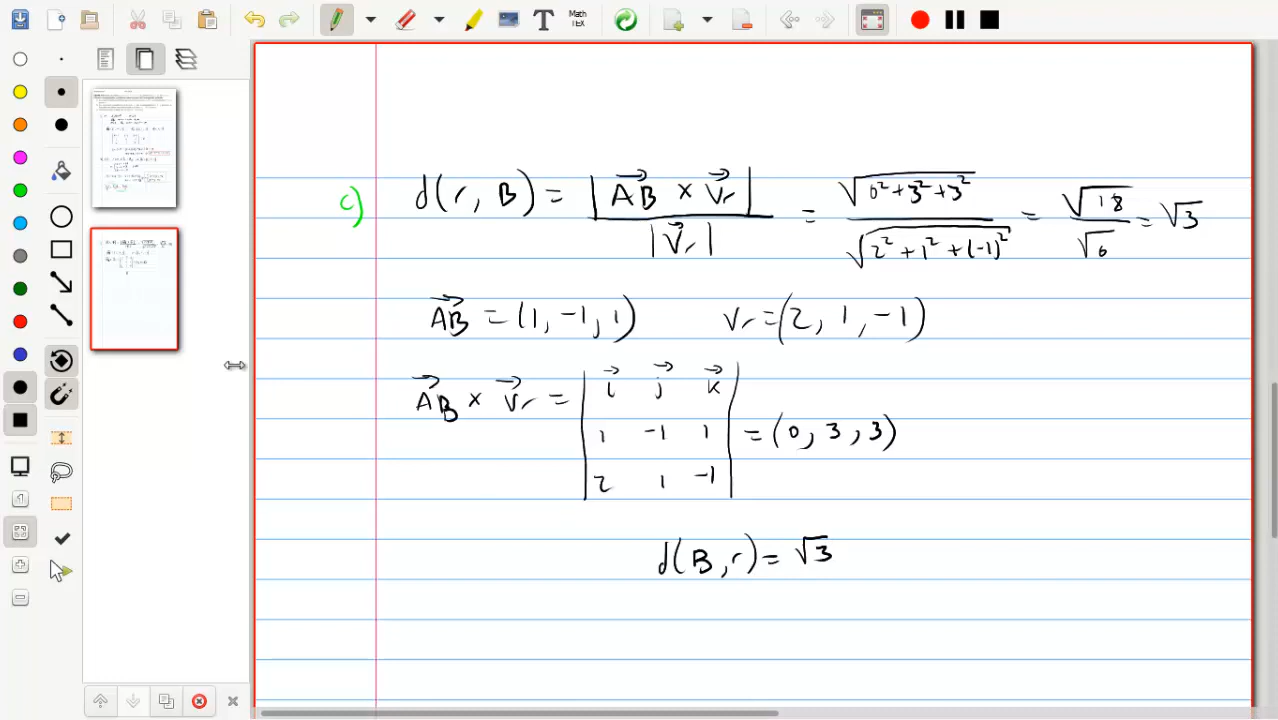 Math
TEX
T
c) d(r, B) = |AB⃗ × Vr⃗| / |Vr⃗| = √(0² + 3² + 3²) / √(2² + 1² + (-1)²) = √18 / √6 = √3
AB⃗ = (1, -1, 1) Vr = (2, 1, -1)
AB⃗ × Vr⃗ = | i⃗ j⃗ k⃗ |
| 1 -1 1 | = (0, 3, 3)
| 2 1 -1 |
d(B, r) = √3